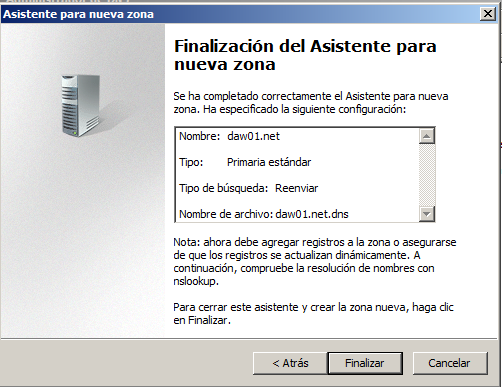 Asistente para nueva zona
Finalización del Asistente para
nueva zona
Se ha completado correctamente el Asistente para nueva
zona. Ha especificado la siguiente configuración:
Nombre: daw01.net
Tipo: Primaria estándar
Tipo de búsqueda: Reenviar
Nombre de archivo: daw01.net.dns
Nota: ahora debe agregar registros a la zona o asegurarse
de que los registros se actualizan dinámicamente. A
continuación, compruebe la resolución de nombres con
nslookup.
Para cerrar este asistente y crear la zona nueva, haga clic
en Finalizar.
< Atrás Finalizar Cancelar